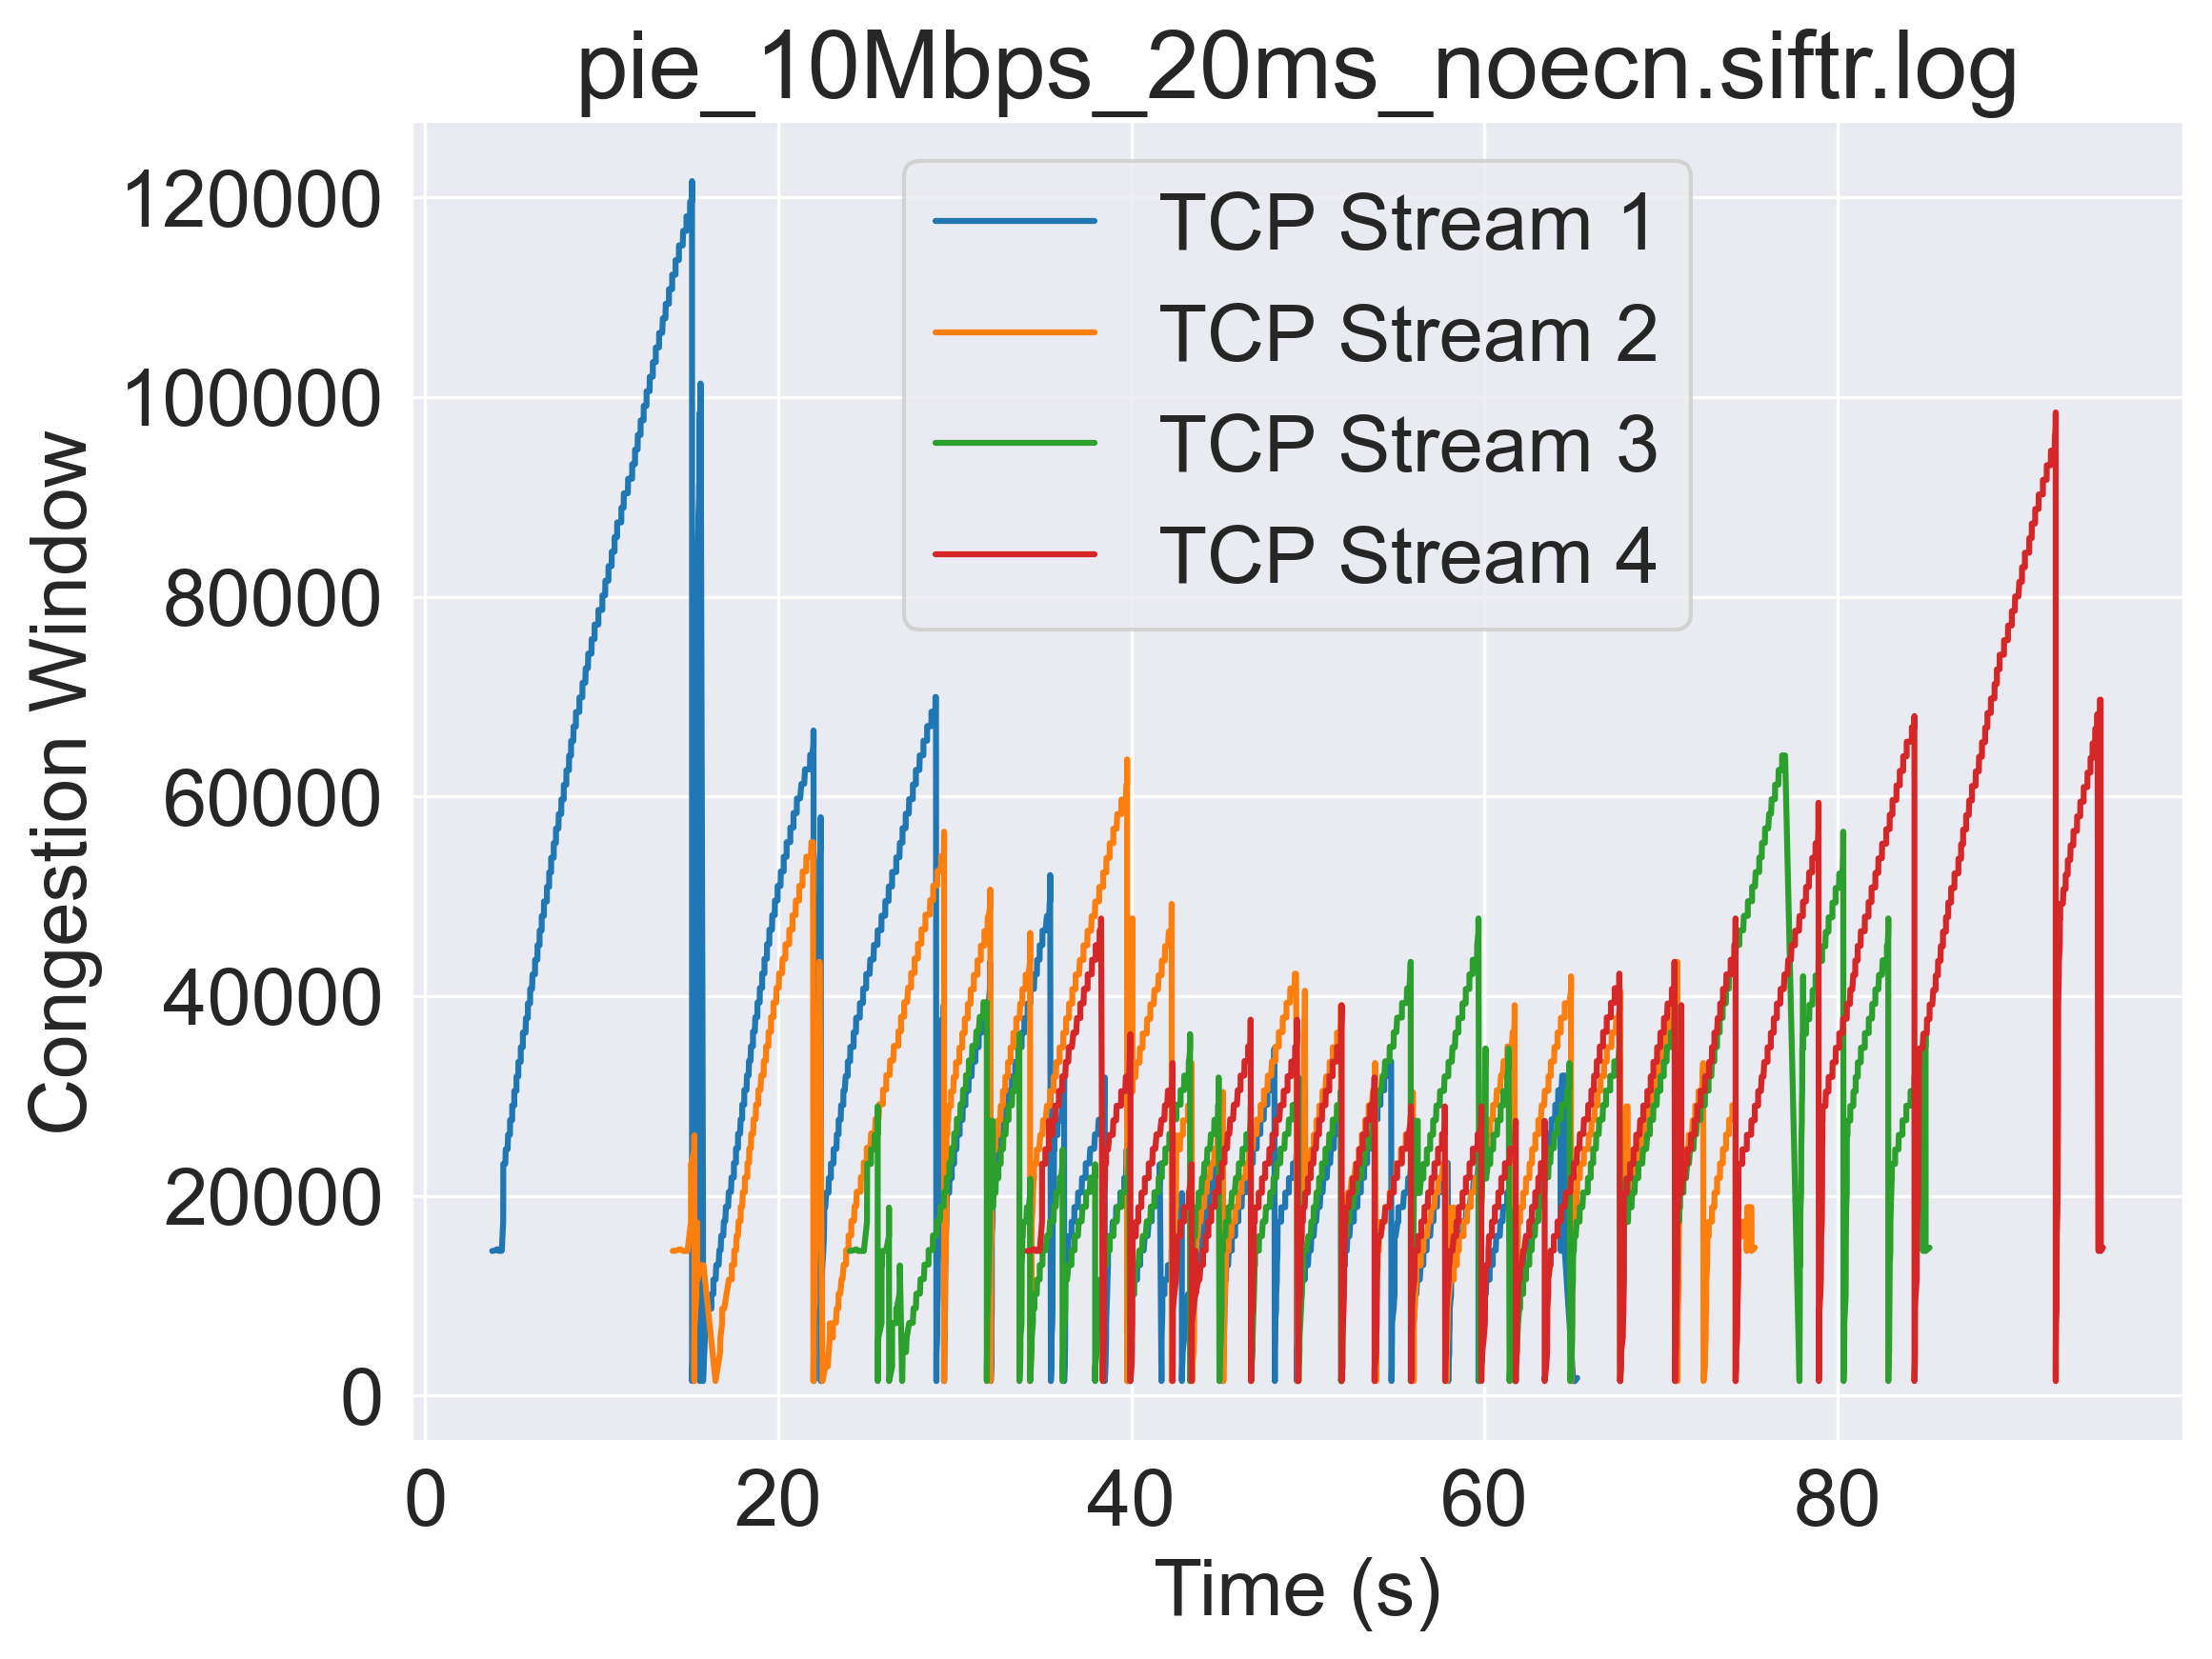 pie_10Mbps_20ms_noecn.siftr.log
120000
100000
80000
60000
40000
20000
0
Congestion Window
TCP Stream 1
TCP Stream 2
TCP Stream 3
TCP Stream 4
0 20 40 60 80
Time (s)